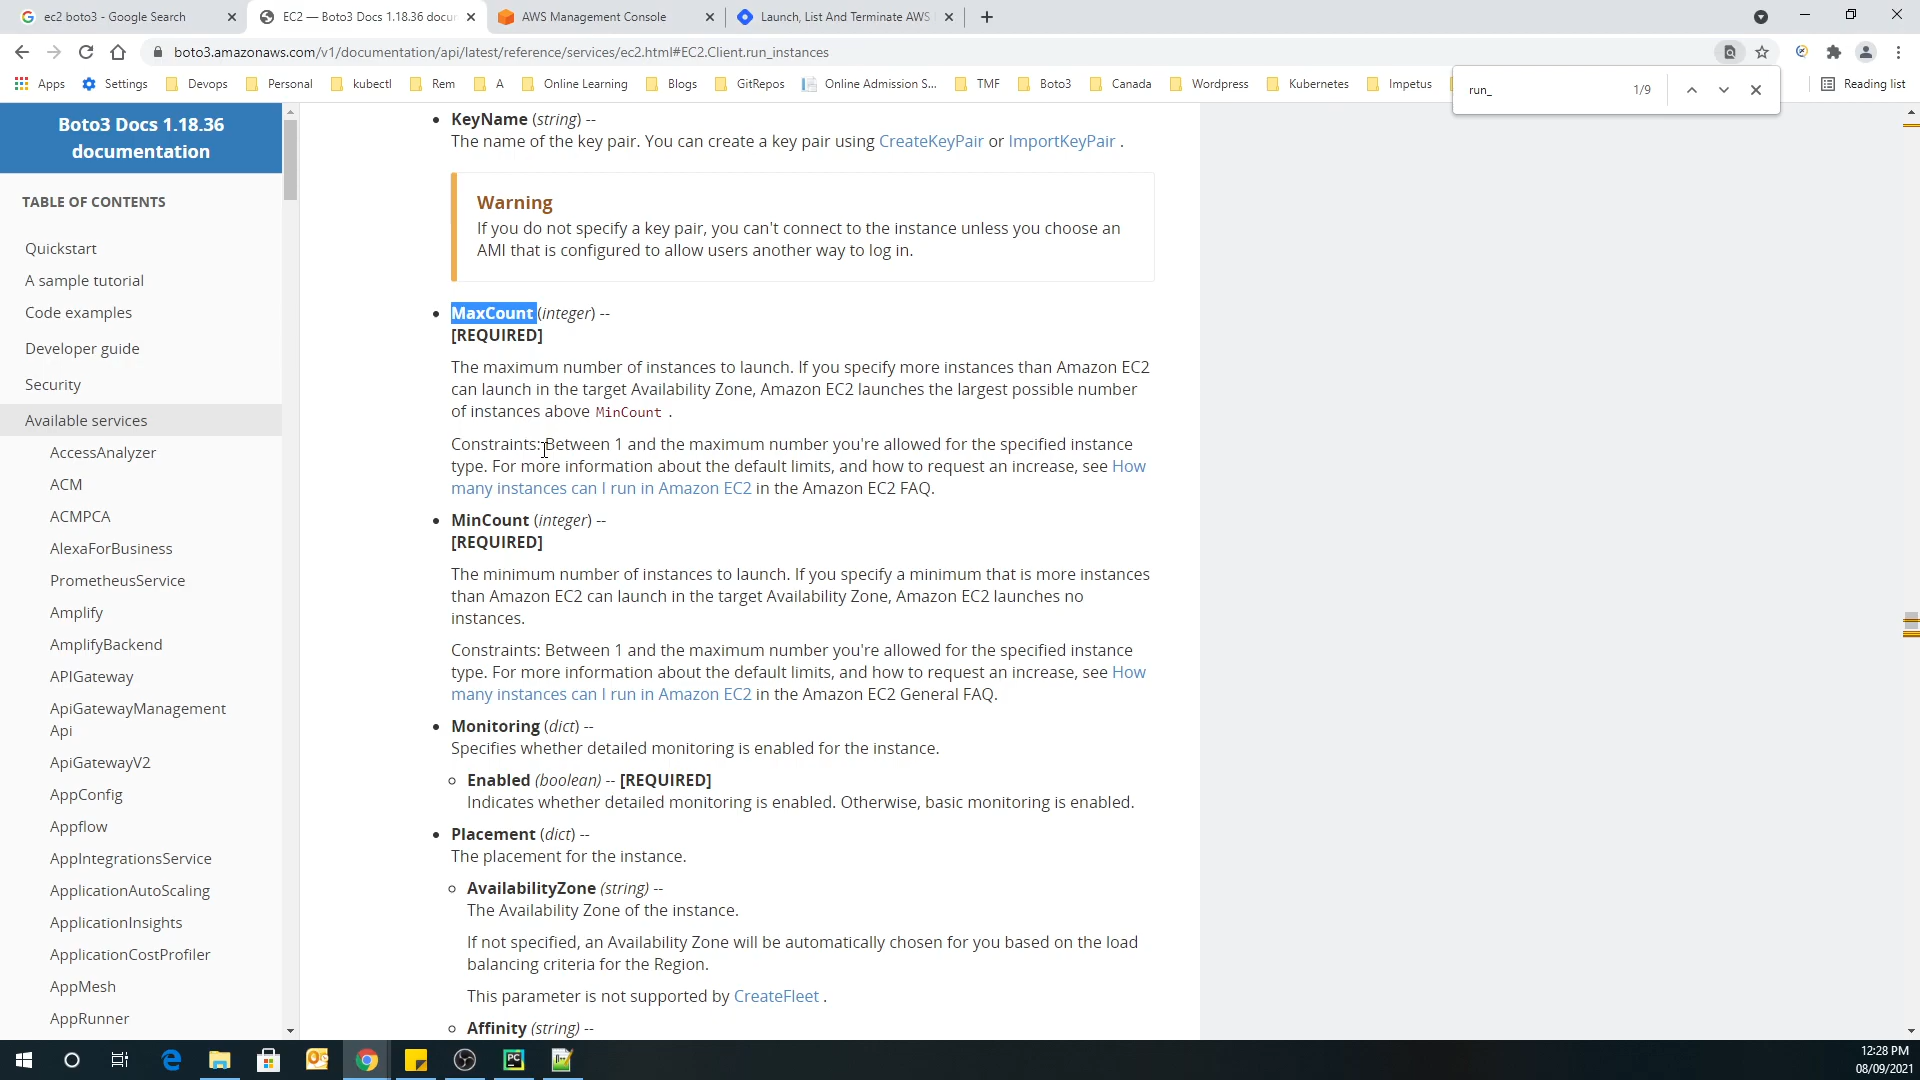 ec2 boto3 - Google Search
EC2 — Boto3 Docs 1.18.36 docum
AWS Management Console
Launch, List And Terminate AWS
boto3.amazonaws.com/v1/documentation/api/latest/reference/services/ec2.html#EC2.Client.run_instances
Apps Settings Devops Personal kubectl Rem A Online Learning Blogs GitRepos Online Admission S... TMF Boto3 Canada Wordpress Kubernetes Impetus Reading list
run_ 1/9
Boto3 Docs 1.18.36
documentation
TABLE OF CONTENTS
Quickstart
A sample tutorial
Code examples
Developer guide
Security
Available services
AccessAnalyzer
ACM
ACMPCA
AlexaForBusiness
PrometheusService
Amplify
AmplifyBackend
APIGateway
ApiGatewayManagement
Api
ApiGatewayV2
AppConfig
Appflow
AppIntegrationsService
ApplicationAutoScaling
ApplicationInsights
ApplicationCostProfiler
AppMesh
AppRunner
KeyName (string) --
The name of the key pair. You can create a key pair using CreateKeyPair or ImportKeyPair .
Warning
If you do not specify a key pair, you can't connect to the instance unless you choose an
AMI that is configured to allow users another way to log in.
MaxCount (integer) --
[REQUIRED]
The maximum number of instances to launch. If you specify more instances than Amazon EC2
can launch in the target Availability Zone, Amazon EC2 launches the largest possible number
of instances above MinCount .
Constraints: Between 1 and the maximum number you're allowed for the specified instance
type. For more information about the default limits, and how to request an increase, see How
many instances can I run in Amazon EC2 in the Amazon EC2 FAQ.
MinCount (integer) --
[REQUIRED]
The minimum number of instances to launch. If you specify a minimum that is more instances
than Amazon EC2 can launch in the target Availability Zone, Amazon EC2 launches no
instances.
Constraints: Between 1 and the maximum number you're allowed for the specified instance
type. For more information about the default limits, and how to request an increase, see How
many instances can I run in Amazon EC2 in the Amazon EC2 General FAQ.
Monitoring (dict) --
Specifies whether detailed monitoring is enabled for the instance.
Enabled (boolean) -- [REQUIRED]
Indicates whether detailed monitoring is enabled. Otherwise, basic monitoring is enabled.
Placement (dict) --
The placement for the instance.
AvailabilityZone (string) --
The Availability Zone of the instance.
If not specified, an Availability Zone will be automatically chosen for you based on the load
balancing criteria for the Region.
This parameter is not supported by CreateFleet .
Affinity (string) --
12:28 PM
08/09/2021